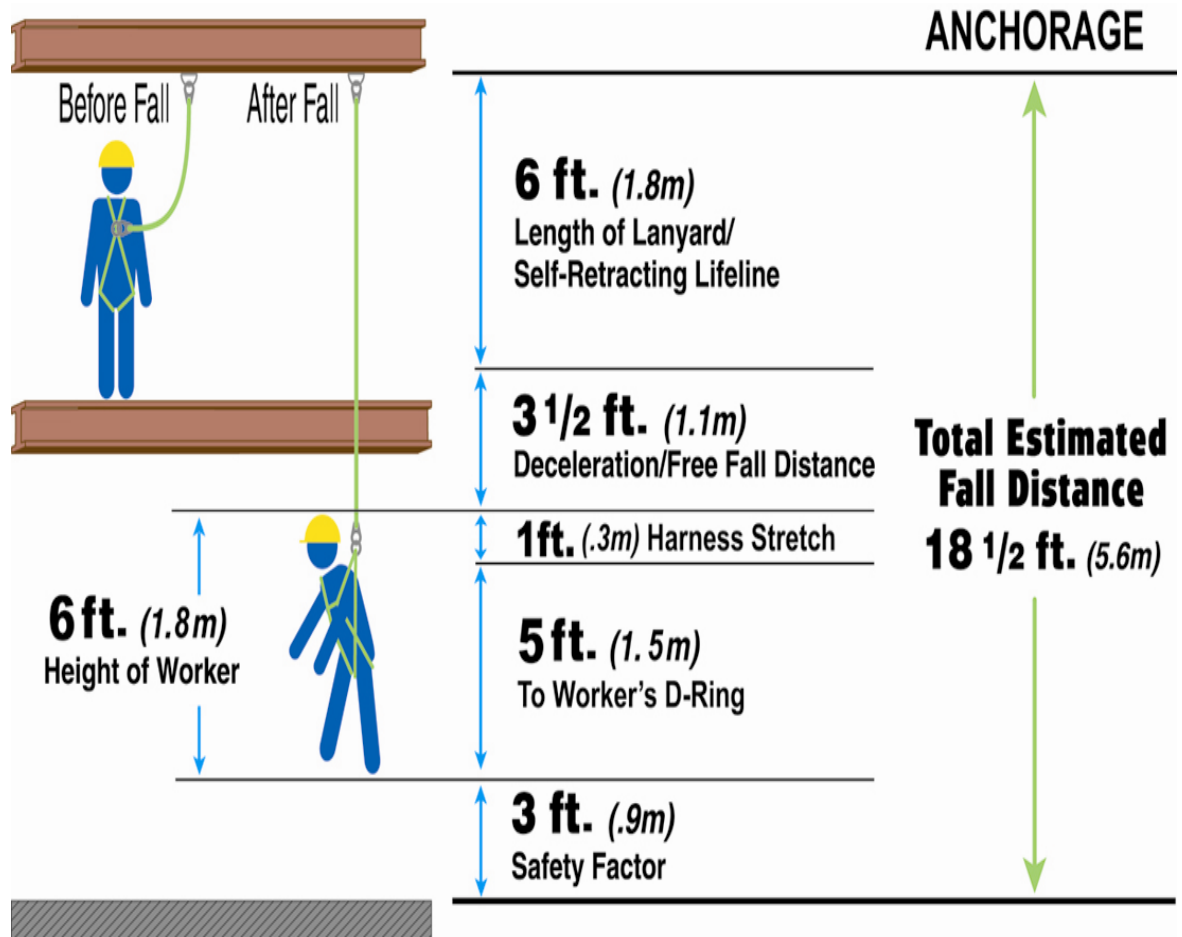 ANCHORAGE
Before Fall
After Fall
6 ft. (1.8m)
Length of Lanyard/
Self-Retracting Lifeline
3 1/2 ft. (1.1m)
Deceleration/Free Fall Distance
1ft. (.3m) Harness Stretch
6 ft. (1.8m)
Height of Worker
5 ft. (1.5m)
To Worker's D-Ring
3 ft. (.9m)
Safety Factor
Total Estimated
Fall Distance
18 1/2 ft. (5.6m)